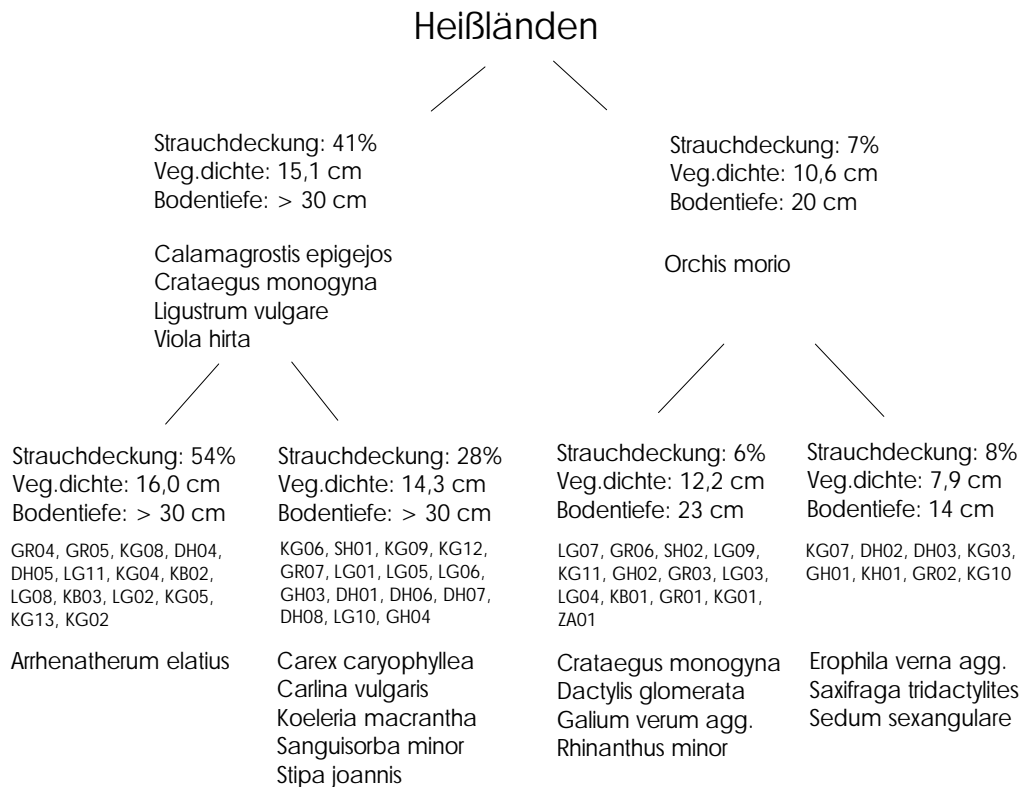 Heißländen
Strauchdeckung: 41%
Veg.dichte: 15,1 cm
Bodentiefe: > 30 cm
Calamagrostis epigejos
Crataegus monogyna
Ligustrum vulgare
Viola hirta
Strauchdeckung: 7%
Veg.dichte: 10,6 cm
Bodentiefe: 20 cm
Orchis morio
Strauchdeckung: 54%
Veg.dichte: 16,0 cm
Bodentiefe: > 30 cm
GR04, GR05, KG08, DH04,
DH05, LG11, KG04, KB02,
LG08, KB03, LG02, KG05,
KG13, KG02
Arrhenatherum elatius
Strauchdeckung: 28%
Veg.dichte: 14,3 cm
Bodentiefe: > 30 cm
KG06, SH01, KG09, KG12,
GR07, LG01, LG05, LG06,
GH03, DH01, DH06, DH07,
DH08, LG10, GH04
Carex caryophyllea
Carlina vulgaris
Koeleria macrantha
Sanguisorba minor
Stipa joannis
Strauchdeckung: 6%
Veg.dichte: 12,2 cm
Bodentiefe: 23 cm
LG07, GR06, SH02, LG09,
KG11, GH02, GR03, LG03,
LG04, KB01, GR01, KG01,
ZA01
Crataegus monogyna
Dactylis glomerata
Galium verum agg.
Rhinanthus minor
Strauchdeckung: 8%
Veg.dichte: 7,9 cm
Bodentiefe: 14 cm
KG07, DH02, DH03, KG03,
GH01, KH01, GR02, KG10
Erophila verna agg.
Saxifraga tridactylites
Sedum sexangulare